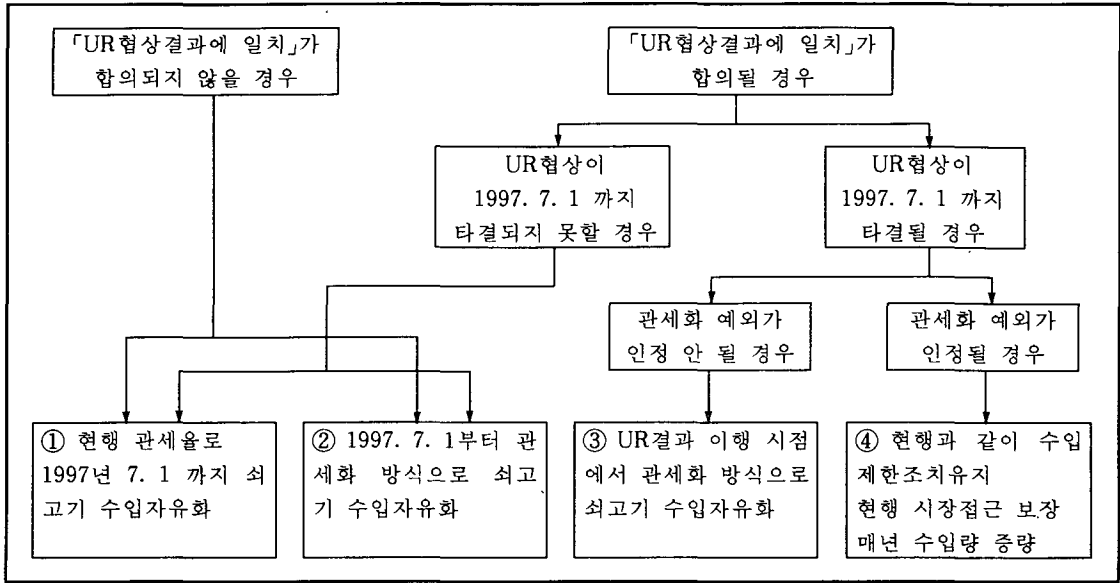 「UR협상결과에 일치」가
합의되지 않을 경우
「UR협상결과에 일치」가
합의될 경우
UR협상이
1997. 7. 1 까지
타결되지 못할 경우
UR협상이
1997. 7. 1 까지
타결될 경우
관세화 예외가
인정 안 될 경우
관세화 예외가
인정될 경우
① 현행 관세율로
1997년 7. 1 까지 쇠
고기 수입자유화
② 1997. 7. 1부터 관
세화 방식으로 쇠고
기 수입자유화
③ UR결과 이행 시점
에서 관세화 방식으로
쇠고기 수입자유화
④ 현행과 같이 수입
제한조치유지
현행 시장접근 보장
매년 수입량 증량